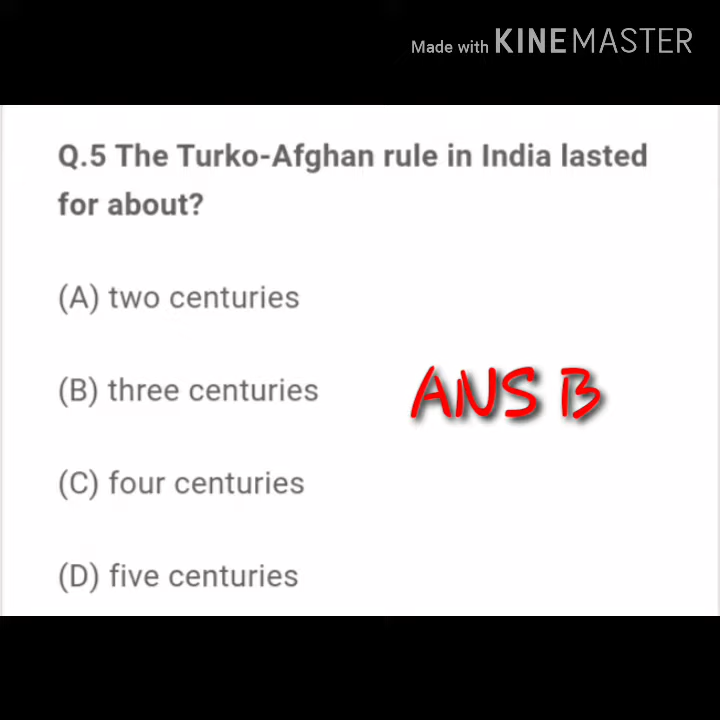 Made with KINEMASTER
Q.5 The Turko-Afghan rule in India lasted
for about?
(A) two centuries
(B) three centuries
ANS B
(C) four centuries
(D) five centuries